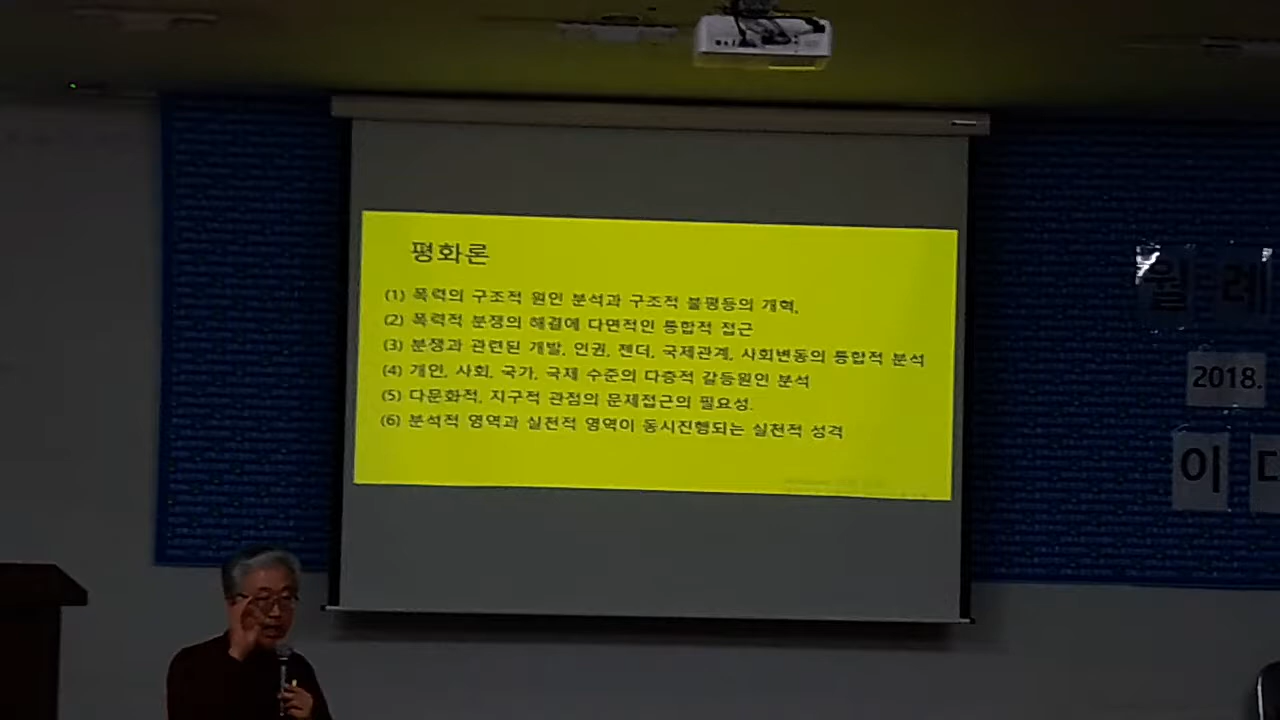 평화론
(1) 폭력의 구조적 원인 분석과 구조적 불평등의 개혁,
(2) 폭력적 분쟁의 해결에 다면적인 통합적 접근
(3) 분쟁과 관련된 개발, 인권, 젠더, 국제관계, 사회변동의 통합적 분석
(4) 개인, 사회, 국가, 국제 수준의 다층적 갈등원인 분석
(5) 다문화적, 지구적 관점의 문제접근의 필요성.
(6) 분석적 영역과 실천적 영역이 동시진행되는 실천적 성격
월 례
2018.
이 대